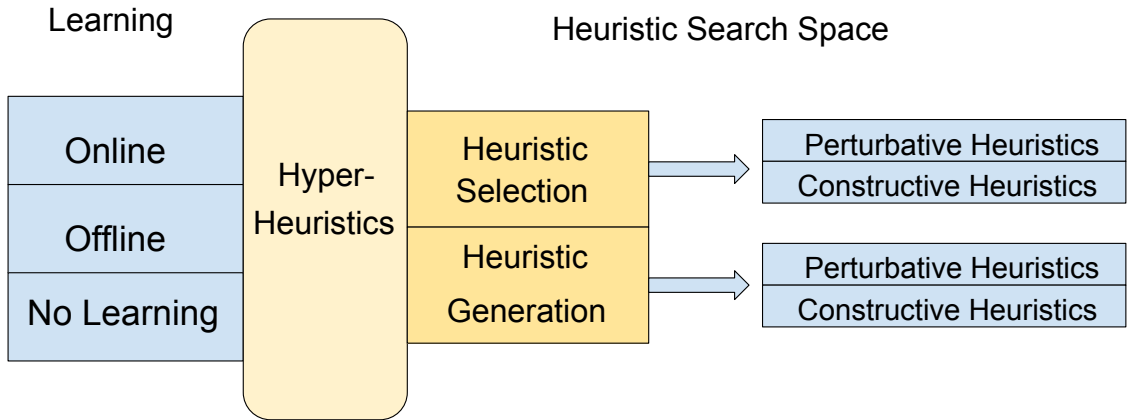 Learning
Heuristic Search Space
Online
Offline
No Learning
Hyper-
Heuristics
Heuristic
Selection
Heuristic
Generation
Perturbative Heuristics
Constructive Heuristics
Perturbative Heuristics
Constructive Heuristics